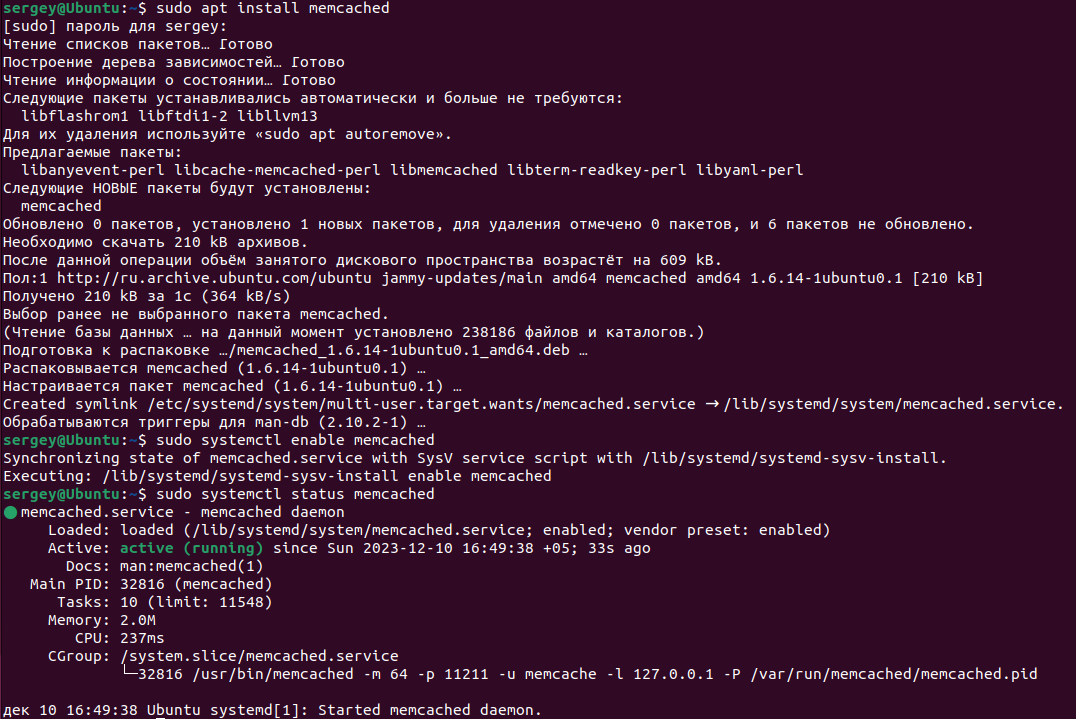 sergey@Ubuntu:~$ sudo apt install memcached
[sudo] пароль для sergey:
Чтение списков пакетов… Готово
Построение дерева зависимостей… Готово
Чтение информации о состоянии… Готово
Следующие пакеты устанавливались автоматически и больше не требуются:
  libflashrom1 libftdi1-2 libllvm13
Для их удаления используйте «sudo apt autoremove».
Предлагаемые пакеты:
  libanyevent-perl libcache-memcached-perl libmemcached libterm-readkey-perl libyaml-perl
Следующие НОВЫЕ пакеты будут установлены:
  memcached
Обновлено 0 пакетов, установлено 1 новых пакетов, для удаления отмечено 0 пакетов, и 6 пакетов не обновлено.
Необходимо скачать 210 kB архивов.
После данной операции объём занятого дискового пространства возрастёт на 609 kB.
Пол:1 http://ru.archive.ubuntu.com/ubuntu jammy-updates/main amd64 memcached amd64 1.6.14-1ubuntu0.1 [210 kB]
Получено 210 kB за 1с (364 kB/s)
Выбор ранее не выбранного пакета memcached.
(Чтение базы данных … на данный момент установлено 238186 файлов и каталогов.)
Подготовка к распаковке …/memcached_1.6.14-1ubuntu0.1_amd64.deb …
Распаковывается memcached (1.6.14-1ubuntu0.1) …
Настраивается пакет memcached (1.6.14-1ubuntu0.1) …
Created symlink /etc/systemd/system/multi-user.target.wants/memcached.service → /lib/systemd/system/memcached.service.
Обрабатываются триггеры для man-db (2.10.2-1) …
sergey@Ubuntu:~$ sudo systemctl enable memcached
Synchronizing state of memcached.service with SysV service script with /lib/systemd/systemd-sysv-install.
Executing: /lib/systemd/systemd-sysv-install enable memcached
sergey@Ubuntu:~$ sudo systemctl status memcached
● memcached.service - memcached daemon
     Loaded: loaded (/lib/systemd/system/memcached.service; enabled; vendor preset: enabled)
     Active: active (running) since Sun 2023-12-10 16:49:38 +05; 33s ago
       Docs: man:memcached(1)
   Main PID: 32816 (memcached)
      Tasks: 10 (limit: 11548)
     Memory: 2.0M
        CPU: 237ms
     CGroup: /system.slice/memcached.service
             └─32816 /usr/bin/memcached -m 64 -p 11211 -u memcache -l 127.0.0.1 -P /var/run/memcached/memcached.pid

дек 10 16:49:38 Ubuntu systemd[1]: Started memcached daemon.